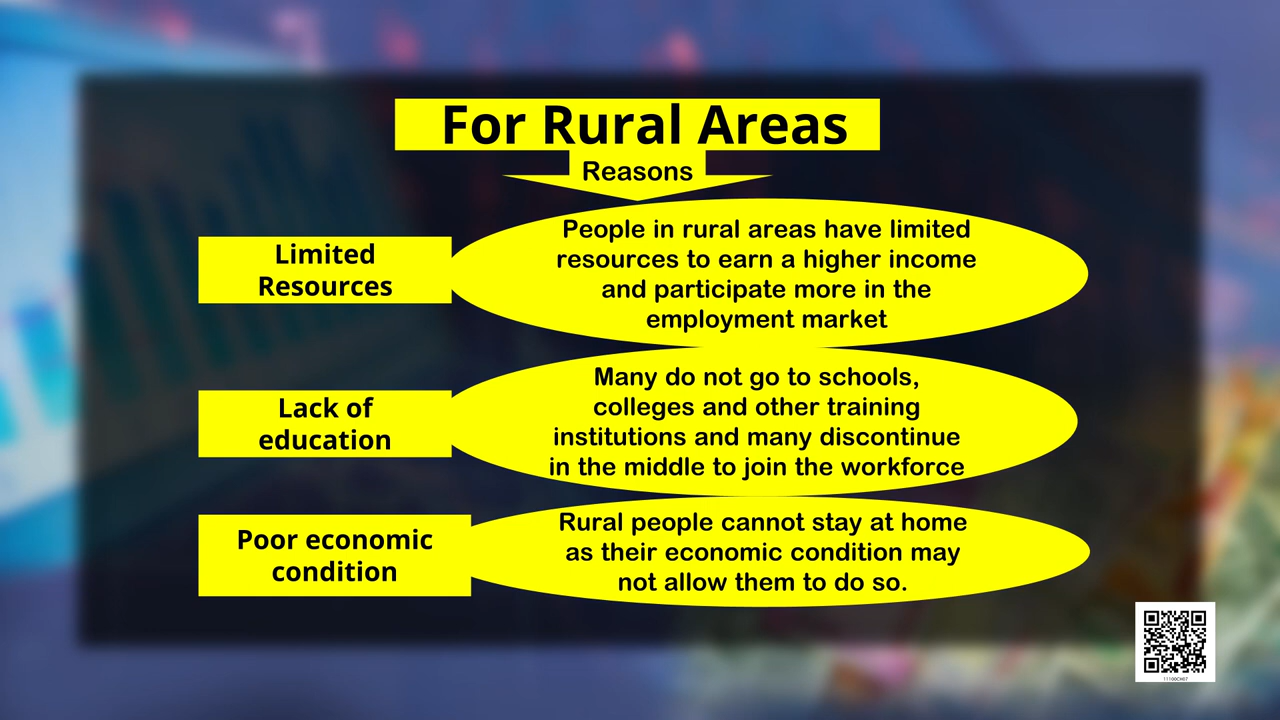 For Rural Areas
Reasons
Limited
Resources
People in rural areas have limited
resources to earn a higher income
and participate more in the
employment market
Lack of
education
Many do not go to schools,
colleges and other training
institutions and many discontinue
in the middle to join the workforce
Poor economic
condition
Rural people cannot stay at home
as their economic condition may
not allow them to do so.